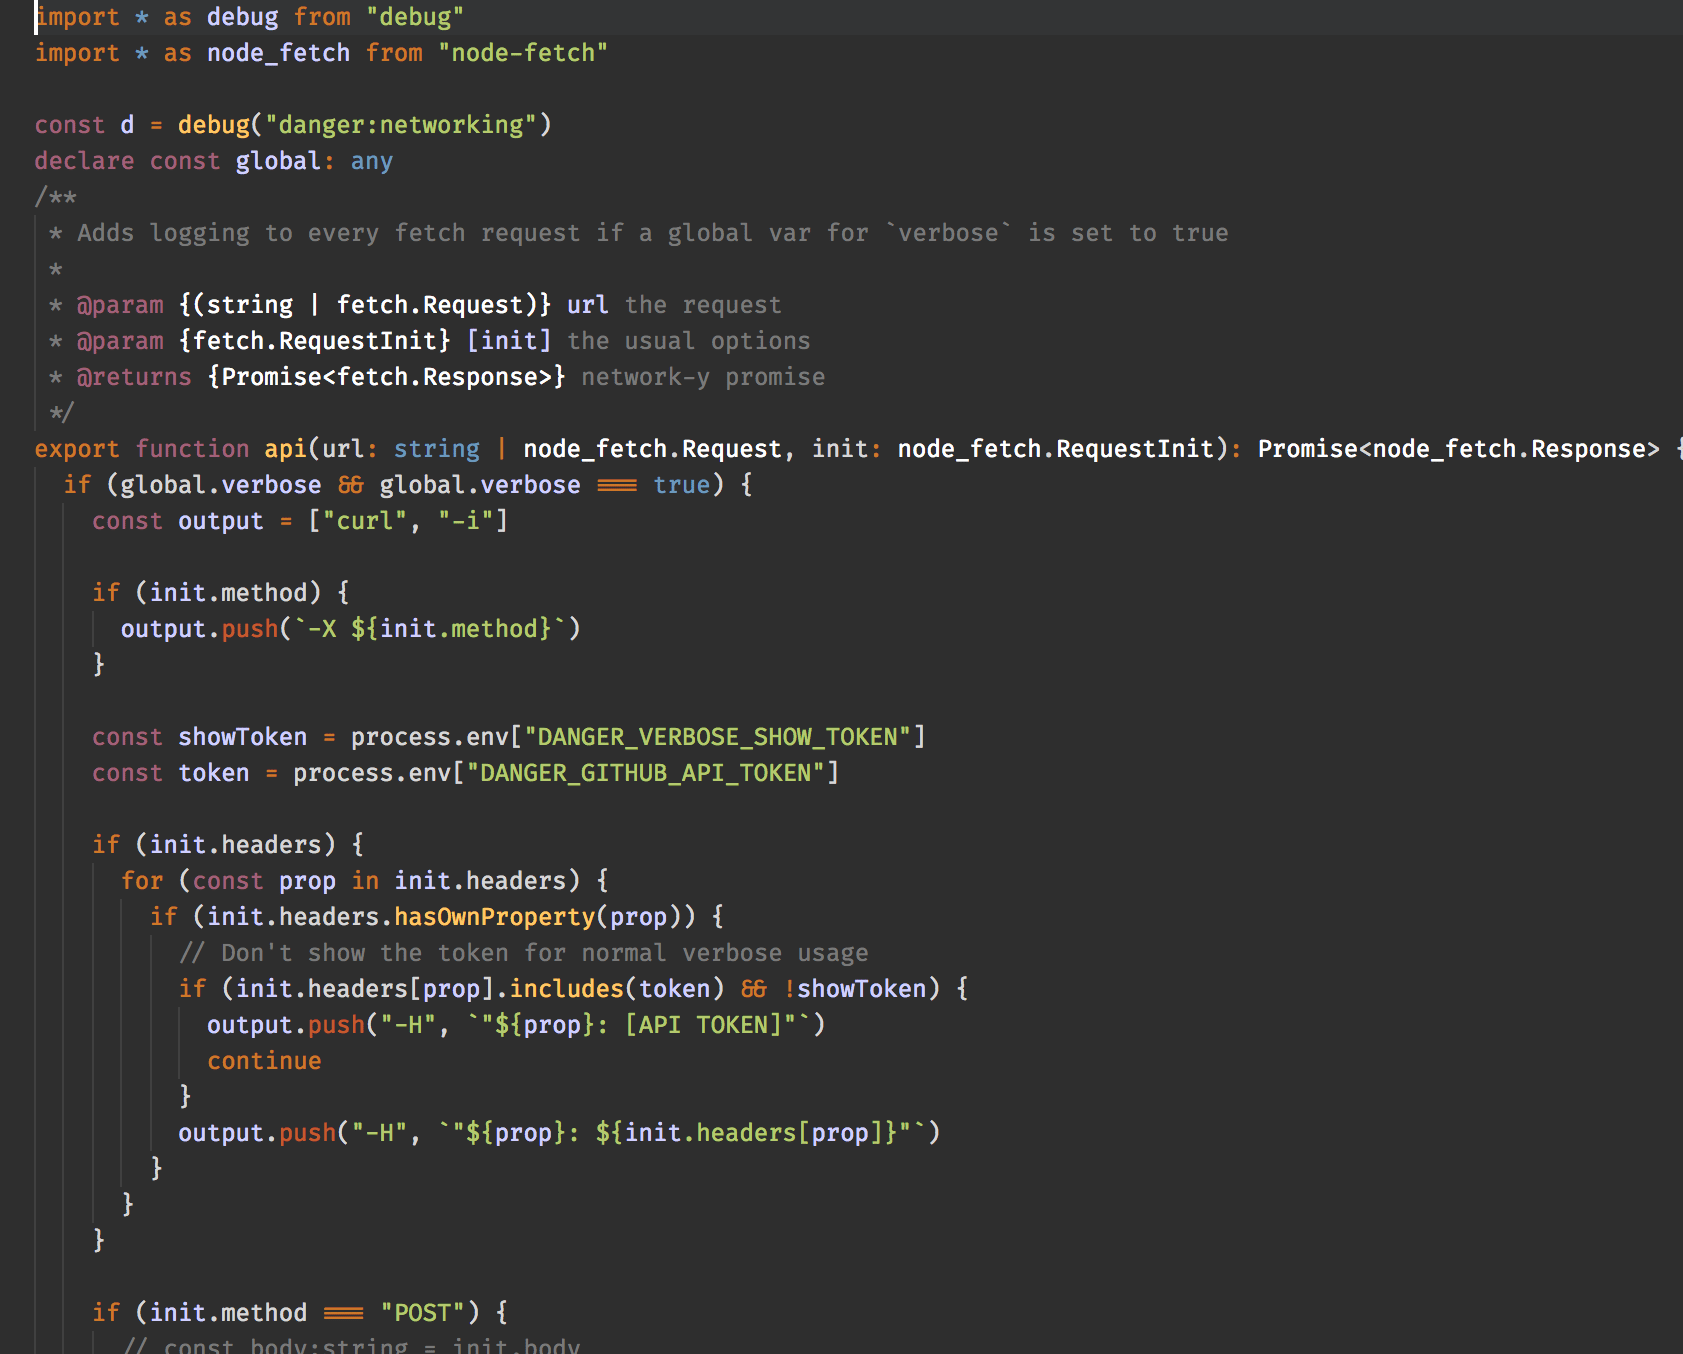 import * as debug from "debug"
import * as node_fetch from "node-fetch"

const d = debug("danger:networking")
declare const global: any
/**
 * Adds logging to every fetch request if a global var for `verbose` is set to true
 *
 * @param {(string | fetch.Request)} url the request
 * @param {fetch.RequestInit} [init] the usual options
 * @returns {Promise<fetch.Response>} network-y promise
 */
export function api(url: string | node_fetch.Request, init: node_fetch.RequestInit): Promise<node_fetch.Response> {
  if (global.verbose && global.verbose === true) {
    const output = ["curl", "-i"]

    if (init.method) {
      output.push(`-X ${init.method}`)
    }

    const showToken = process.env["DANGER_VERBOSE_SHOW_TOKEN"]
    const token = process.env["DANGER_GITHUB_API_TOKEN"]

    if (init.headers) {
      for (const prop in init.headers) {
        if (init.headers.hasOwnProperty(prop)) {
          // Don't show the token for normal verbose usage
          if (init.headers[prop].includes(token) && !showToken) {
            output.push("-H", `"${prop}: [API TOKEN]"`)
            continue
          }
          output.push("-H", `"${prop}: ${init.headers[prop]}"`)
        }
      }
    }

    if (init.method === "POST") {
      // const body:string = init.body